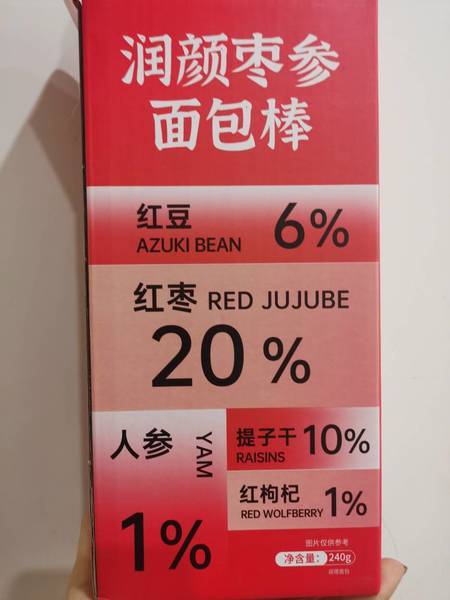 润颜枣参
面包棒
红豆
AZUKI BEAN
6%
红枣 RED JUJUBE
20%
人参
YAM
1%
提子干
RAISINS
10%
红枸杞
RED WOLFBERRY
1%
图片仅供参考
净含量: 240g